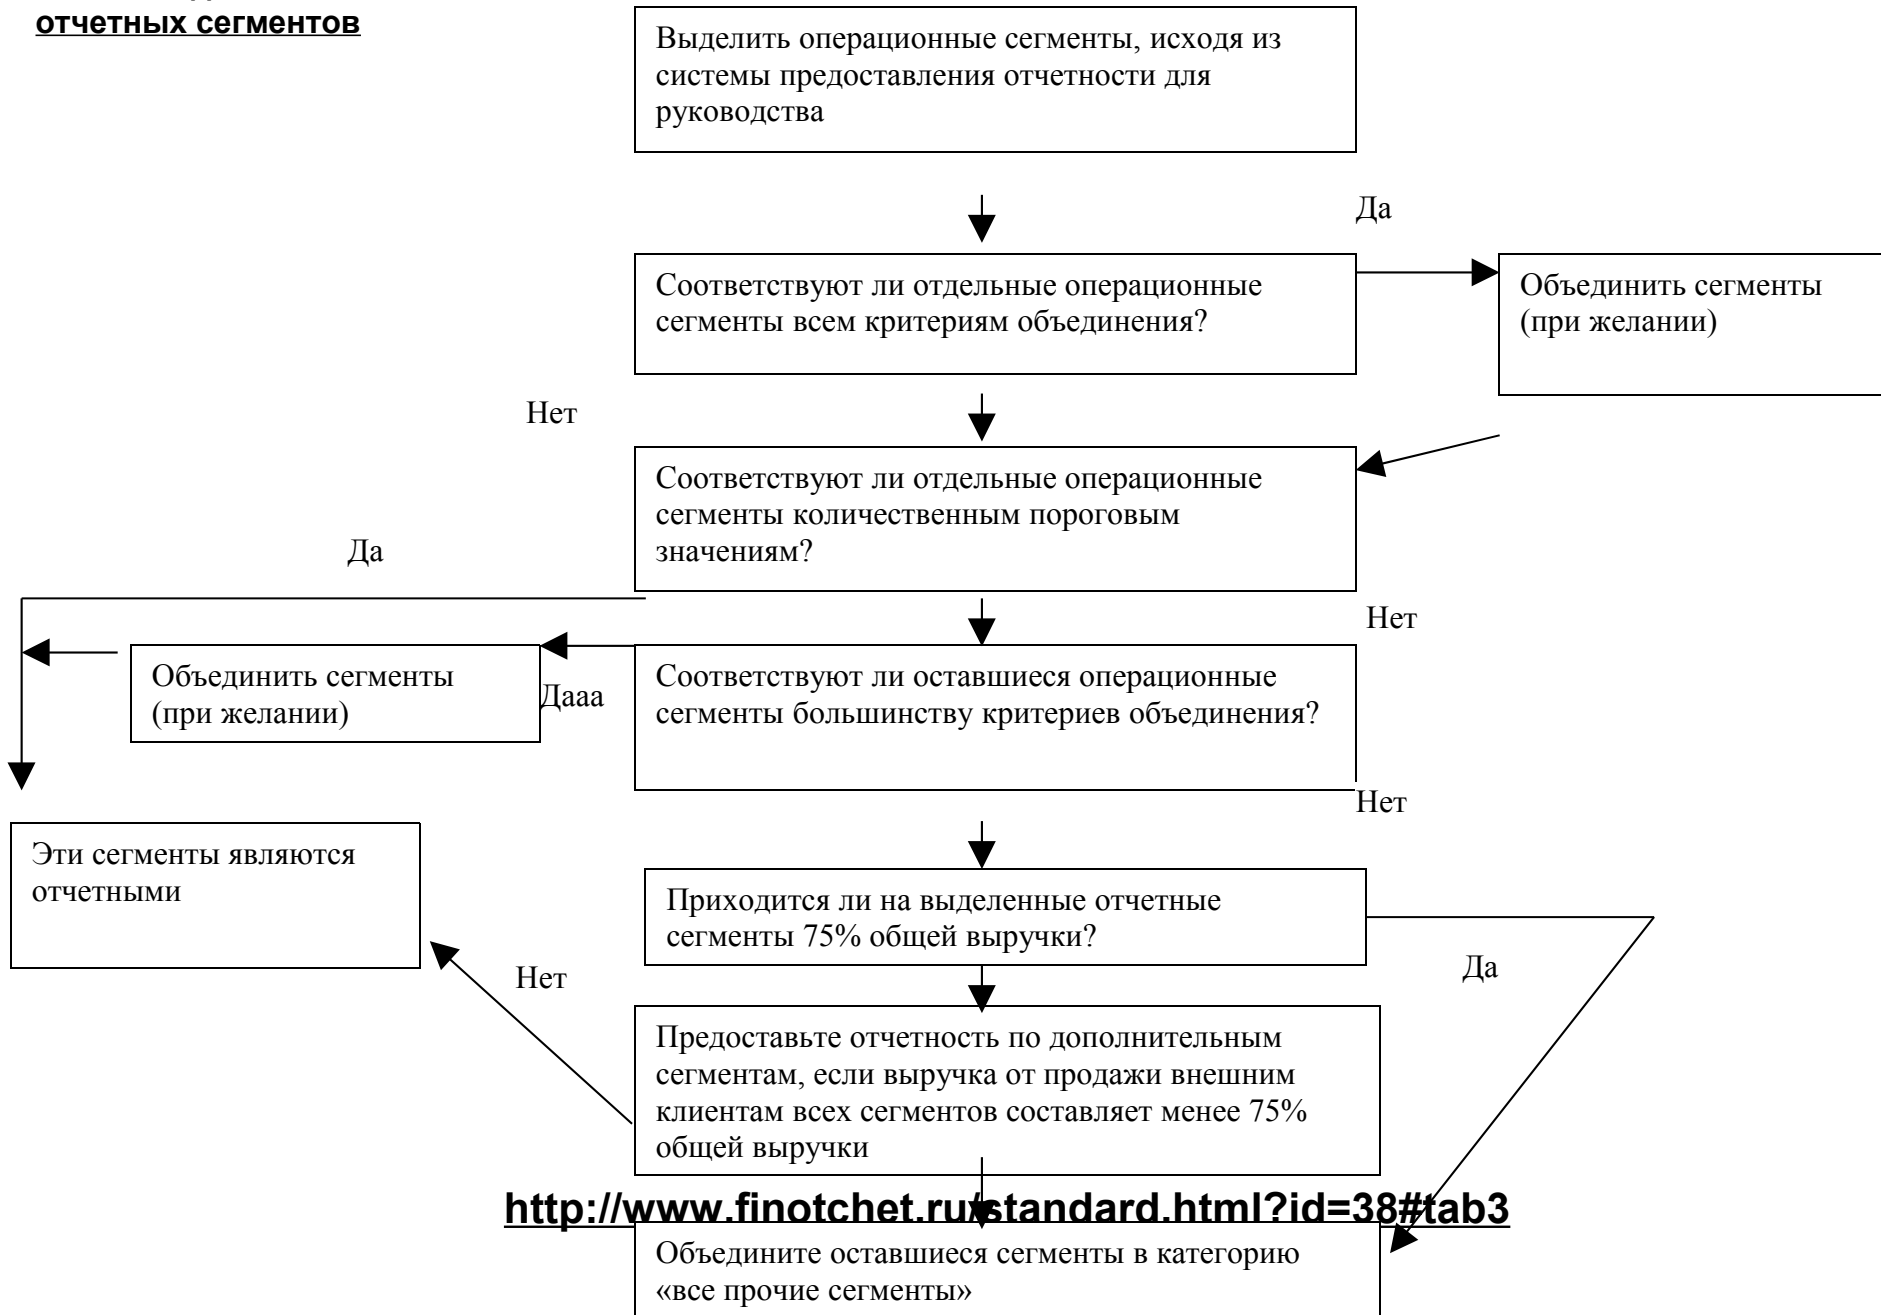 отчетных сегментов
Выделить операционные сегменты, исходя из
системы предоставления отчетности для
руководства
Да
Соответствуют ли отдельные операционные
сегменты всем критериям объединения?
Объединить сегменты
(при желании)
Нет
Соответствуют ли отдельные операционные
сегменты количественным пороговым
значениям?
Да
Нет
Объединить сегменты
(при желании)
Дааа
Соответствуют ли оставшиеся операционные
сегменты большинству критериев объединения?
Нет
Эти сегменты являются
отчетными
Приходится ли на выделенные отчетные
сегменты 75% общей выручки?
Нет
Да
Предоставьте отчетность по дополнительным
сегментам, если выручка от продажи внешним
клиентам всех сегментов составляет менее 75%
общей выручки
http://www.finotchet.ru/standard.html?id=38#tab3
Объедините оставшиеся сегменты в категорию
«все прочие сегменты»